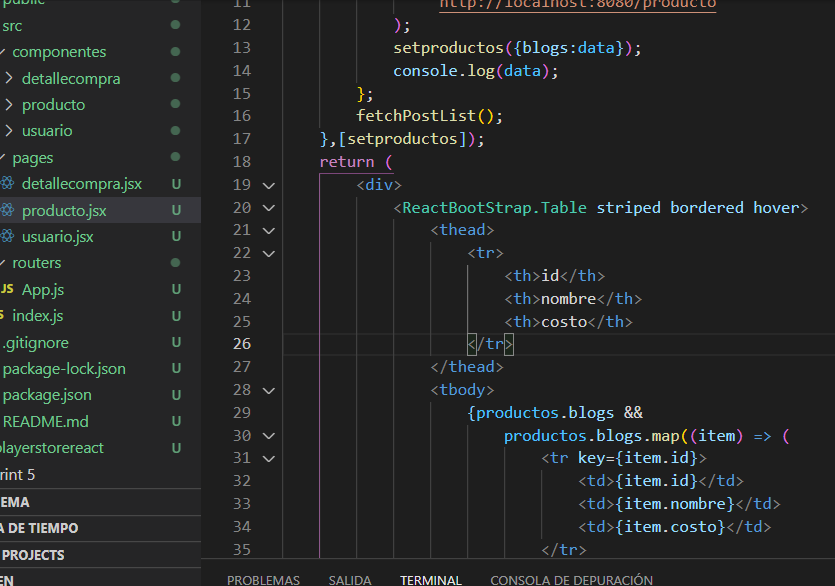 public
src
componentes
detallecompra
producto
usuario
pages
detallecompra.jsx U
producto.jsx U
usuario.jsx U
routers
JS App.js U
S index.js U
.gitignore U
package-lock.json U
package.json U
README.md U
playerstorereact U
rint 5
EMA
A DE TIEMPO
PROJECTS
EN
11 http://localhost:8080/producto
12 );
13 setproductos({blogs:data});
14 console.log(data);
15 };
16 fetchPostList();
17 },[setproductos]);
18 return (
19 <div>
20 <ReactBootStrap.Table striped bordered hover>
21 <thead>
22 <tr>
23 <th>id</th>
24 <th>nombre</th>
25 <th>costo</th>
26 </tr>
27 </thead>
28 <tbody>
29 {productos.blogs &&
30 productos.blogs.map((item) => (
31 <tr key={item.id}>
32 <td>{item.id}</td>
33 <td>{item.nombre}</td>
34 <td>{item.costo}</td>
35 </tr>
PROBLEMAS SALIDA TERMINAL CONSOLA DE DEPURACIÓN